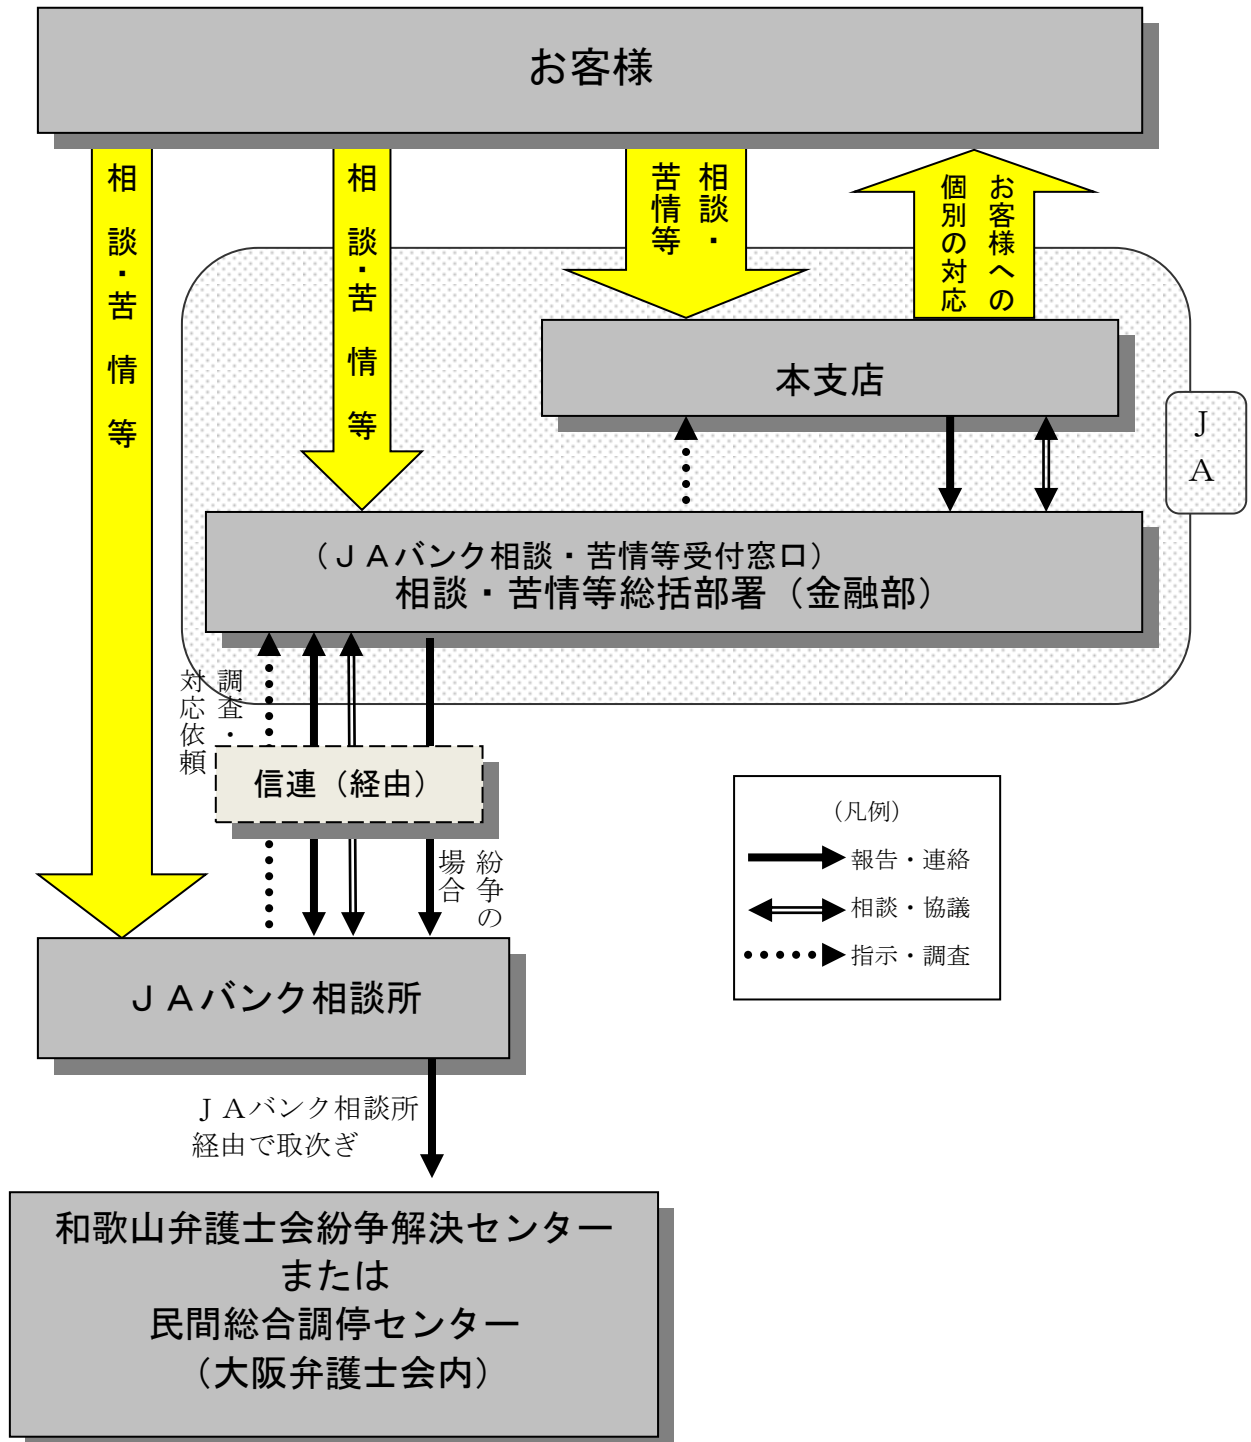 お客様
相談・苦情等
相談・苦情等
相談・
苦情等
お客様への
個別の対応
本支店
JA
（ＪＡバンク相談・苦情等受付窓口）
相談・苦情等総括部署（金融部）
調査・
対応依頼
信連（経由）
紛争の
場合
（凡例）
報告・連絡
相談・協議
指示・調査
ＪＡバンク相談所
ＪＡバンク相談所
経由で取次ぎ
和歌山弁護士会紛争解決センター
または
民間総合調停センター
（大阪弁護士会内）